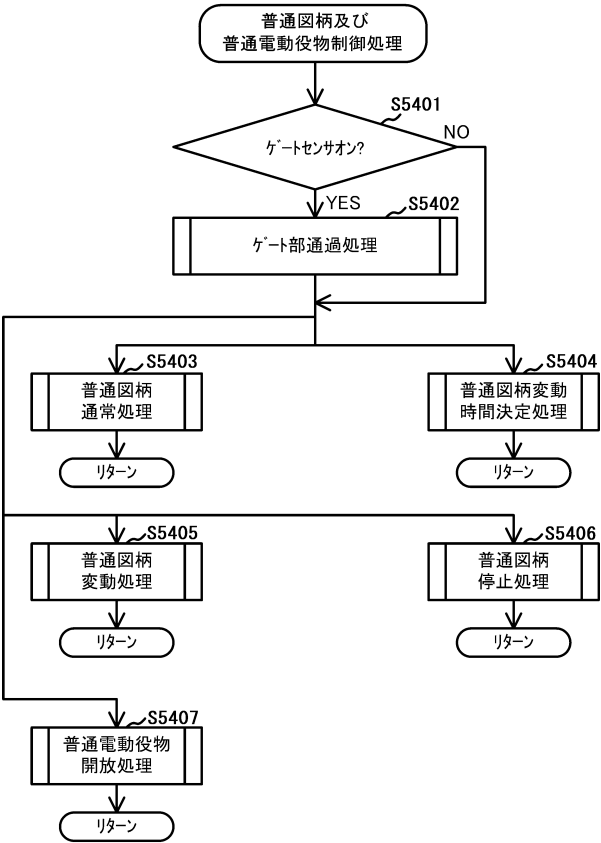 普通図柄及び
普通電動役物制御処理
S5401
ｹﾞｰﾄｾﾝｻｵﾝ?
NO
YES
S5402
ｹﾞｰﾄ部通過処理
S5403
普通図柄
通常処理
ﾘﾀｰﾝ
S5404
普通図柄変動
時間決定処理
ﾘﾀｰﾝ
S5405
普通図柄
変動処理
ﾘﾀｰﾝ
S5406
普通図柄
停止処理
ﾘﾀｰﾝ
S5407
普通電動役物
開放処理
ﾘﾀｰﾝ